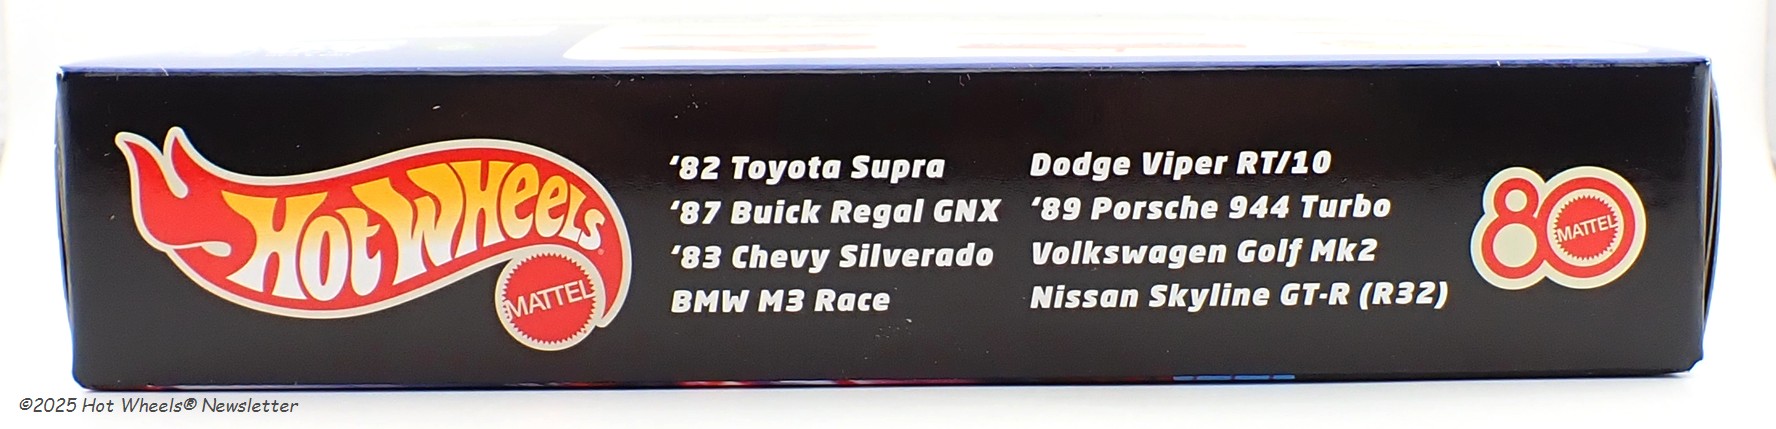 HOT WHEELS
MATTEL
‘82 Toyota Supra
‘87 Buick Regal GNX
‘83 Chevy Silverado
BMW M3 Race
Dodge Viper RT/10
‘89 Porsche 944 Turbo
Volkswagen Golf Mk2
Nissan Skyline GT-R (R32)
80
MATTEL
©2025 Hot Wheels® Newsletter